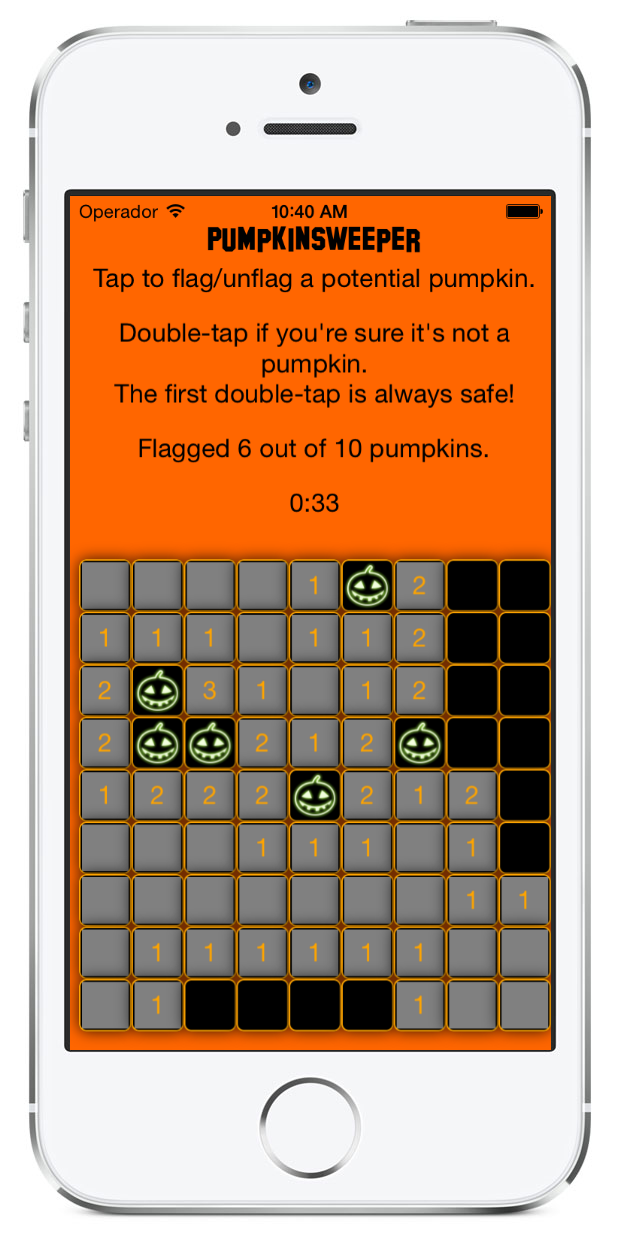 Operador 10:40 AM
PUMPKINSWEEPER
Tap to flag/unflag a potential pumpkin.
Double-tap if you're sure it's not a
pumpkin.
The first double-tap is always safe!
Flagged 6 out of 10 pumpkins.
0:33
1 2
1 1 1 1 1 2
2 3 1 1 2
2 2 1 2
1 2 2 2 2 1 2
1 1 1 1
1 1
1 1 1 1 1 1
1 1